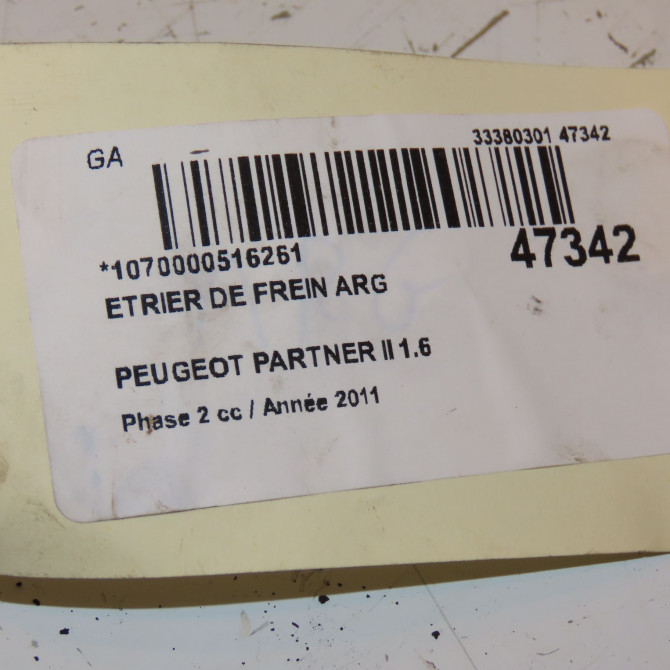 GA
33380301 47342
*1070000516261
47342
ETRIER DE FREIN ARG
PEUGEOT PARTNER II 1.6
Phase 2 cc / Année 2011